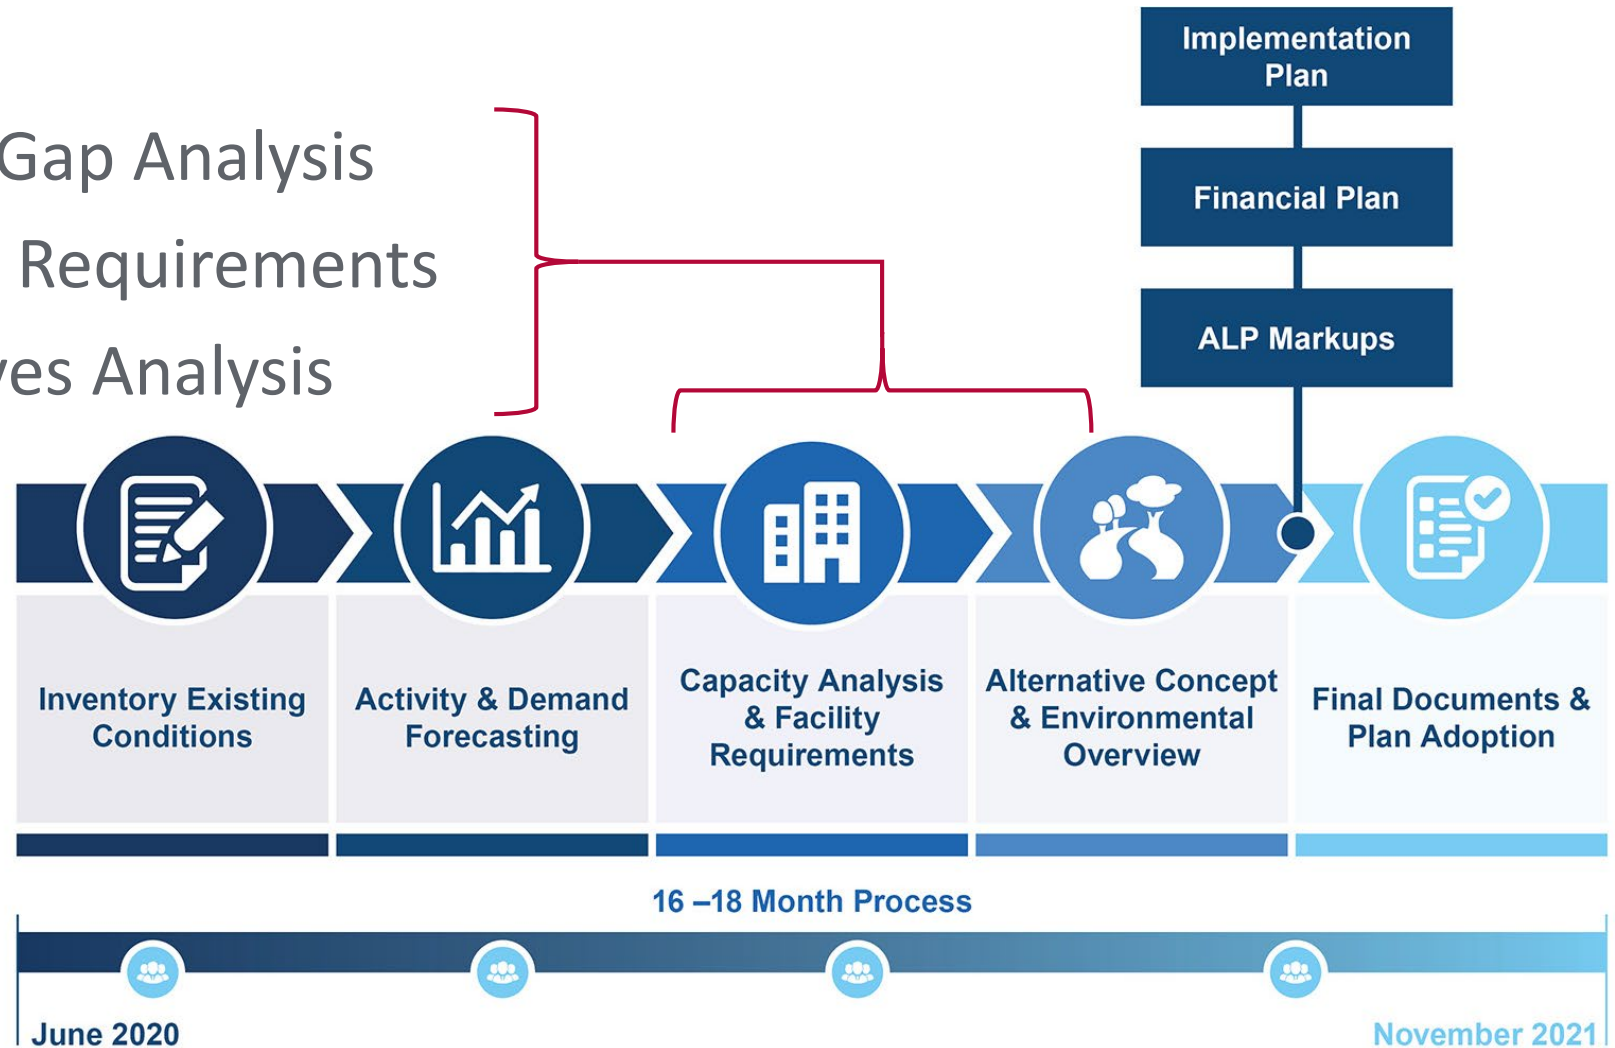 Implementation
Plan
Gap Analysis
Financial Plan
Requirements
ALP Markups
Analysis
Inventory Existing
Conditions
Activity & Demand
Forecasting
Capacity Analysis
& Facility
Requirements
Alternative Concept
& Environmental
Overview
Final Documents &
Plan Adoption
16 –18 Month Process
June 2020
November 2021